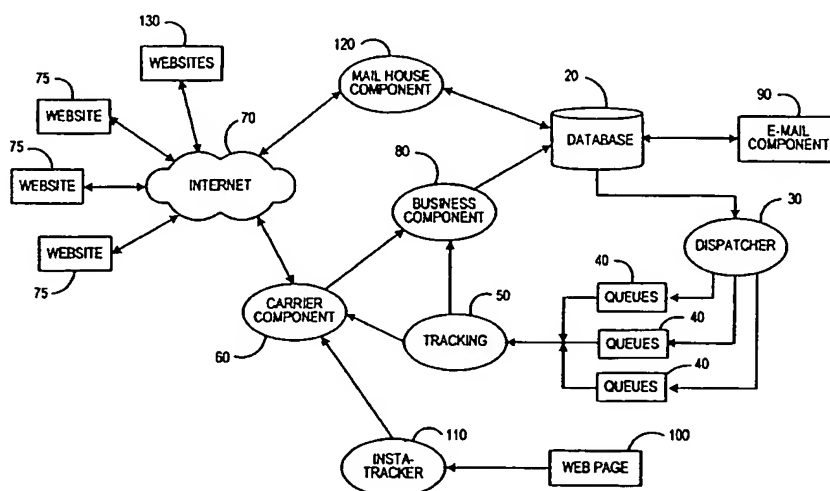 130
WEBSITES
120
MAIL HOUSE
COMPONENT
75
WEBSITE
70
20
DATABASE
90
E-MAIL
COMPONENT
75
WEBSITE
INTERNET
80
BUSINESS
COMPONENT
30
DISPATCHER
WEBSITE
75
40
QUEUES
CARRIER
COMPONENT
60
50
TRACKING
40
QUEUES
40
QUEUES
110
INSTA-
TRACKER
100
WEB PAGE